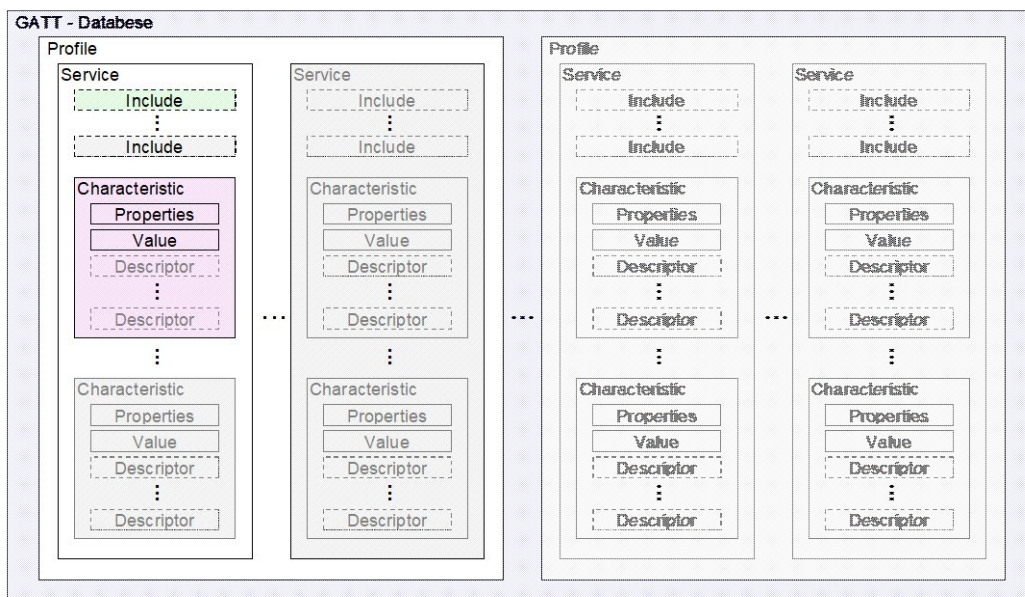 GATT - Databese
Profile
Service
Include
⋮
Include
Characteristic
Properties
Value
Descriptor
⋮
Descriptor
⋮
Characteristic
Properties
Value
Descriptor
⋮
Descriptor
...
Service
Include
⋮
Include
Characteristic
Properties
Value
Descriptor
⋮
Descriptor
⋮
Characteristic
Properties
Value
Descriptor
⋮
Descriptor
...
Profile
Service
Include
⋮
Include
Characteristic
Properties
Value
Descriptor
⋮
Descriptor
⋮
Characteristic
Properties
Value
Descriptor
⋮
Descriptor
...
Service
Include
⋮
Include
Characteristic
Properties
Value
Descriptor
⋮
Descriptor
⋮
Characteristic
Properties
Value
Descriptor
⋮
Descriptor